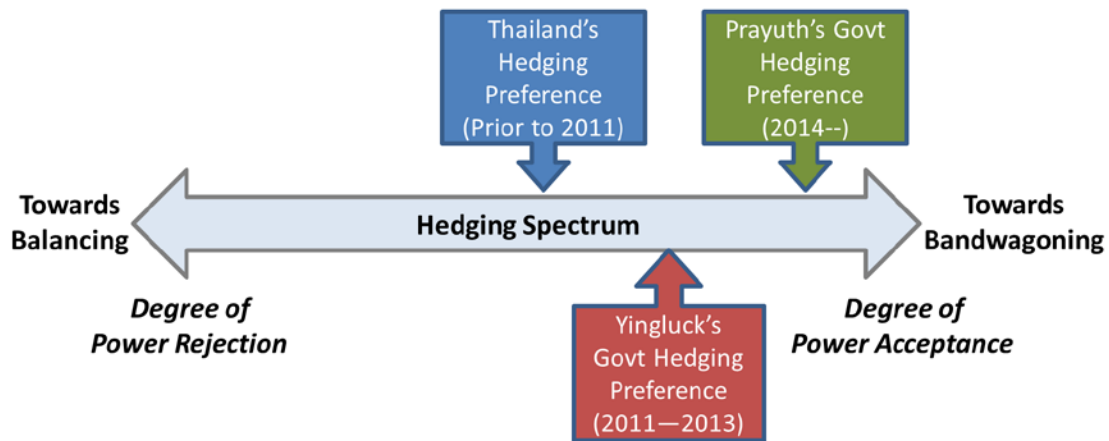 Thailand's
Hedging
Preference
(Prior to 2011)
Prayuth's Govt
Hedging
Preference
(2014--)
Towards
Balancing
Hedging Spectrum
Towards
Bandwagoning
Degree of
Power Rejection
Yingluck's
Govt Hedging
Preference
(2011—2013)
Degree of
Power Acceptance